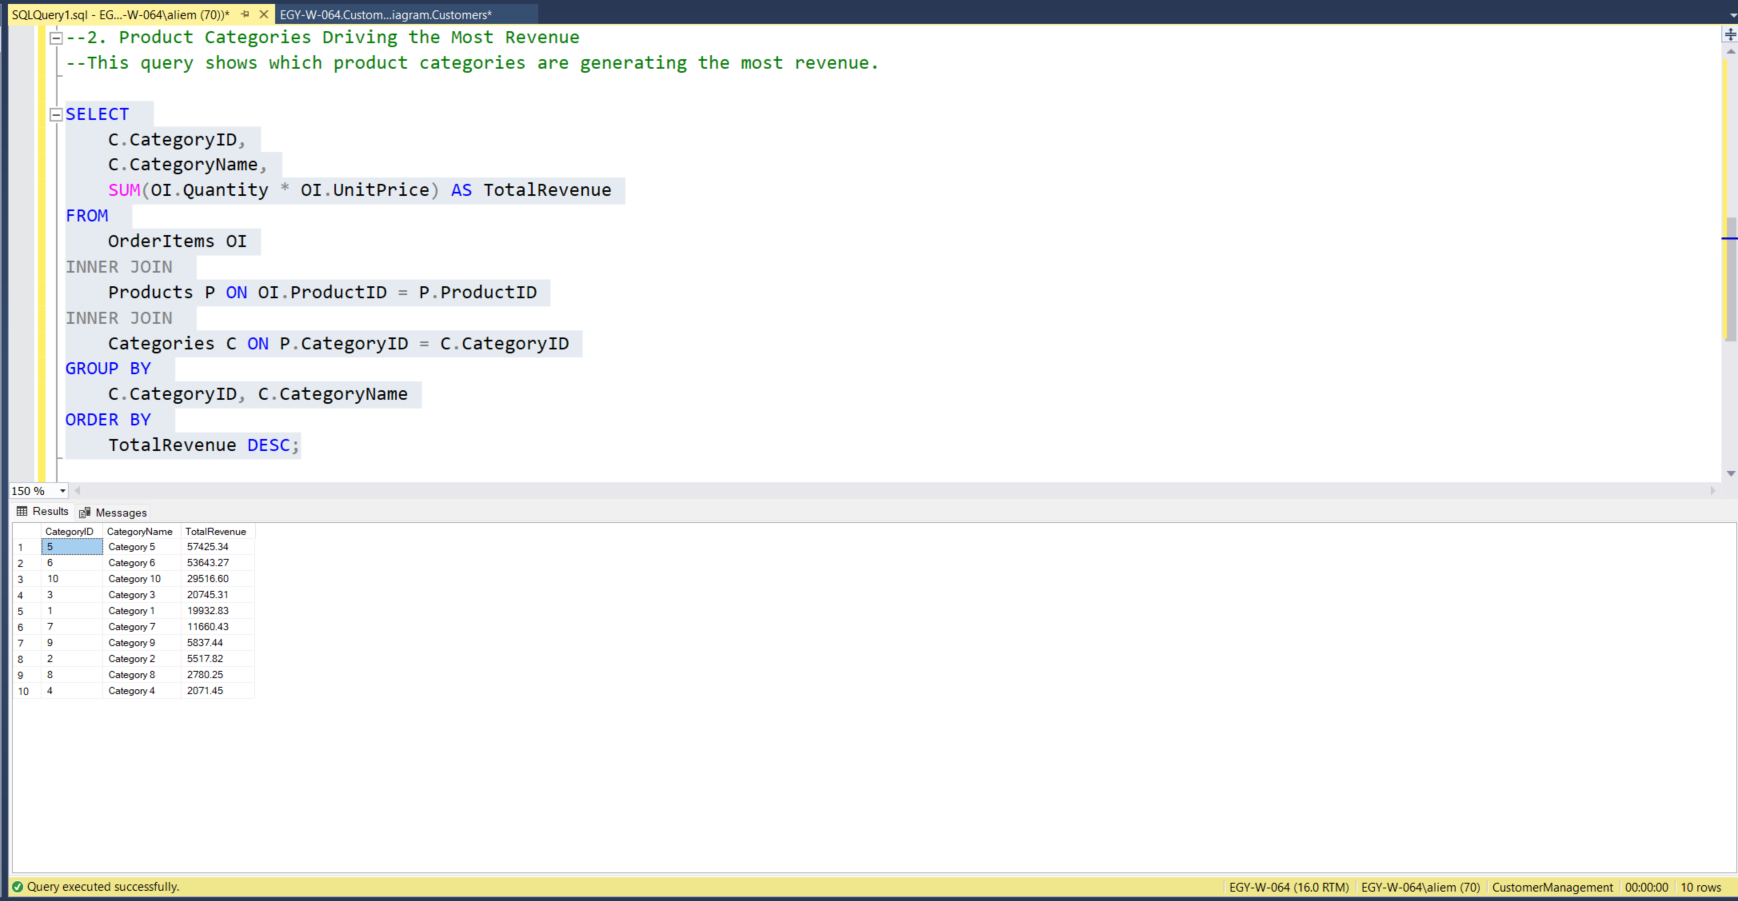 SQLQuery1.sql - EG...-W-064\aliem (70))* EGY-W-064.Custom...iagram.Customers*
--2. Product Categories Driving the Most Revenue
--This query shows which product categories are generating the most revenue.
SELECT
C.CategoryID,
C.CategoryName,
SUM(OI.Quantity * OI.UnitPrice) AS TotalRevenue
FROM
OrderItems OI
INNER JOIN
Products P ON OI.ProductID = P.ProductID
INNER JOIN
Categories C ON P.CategoryID = C.CategoryID
GROUP BY
C.CategoryID, C.CategoryName
ORDER BY
TotalRevenue DESC;
150 %
Results Messages
CategoryID CategoryName TotalRevenue
1 5 Category 5 57425.34
2 6 Category 6 53643.27
3 10 Category 10 29516.60
4 3 Category 3 20745.31
5 1 Category 1 19932.83
6 7 Category 7 11660.43
7 9 Category 9 5837.44
8 2 Category 2 5517.82
9 8 Category 8 2780.25
10 4 Category 4 2071.45
Query executed successfully. EGY-W-064 (16.0 RTM) EGY-W-064\aliem (70) CustomerManagement 00:00:00 10 rows